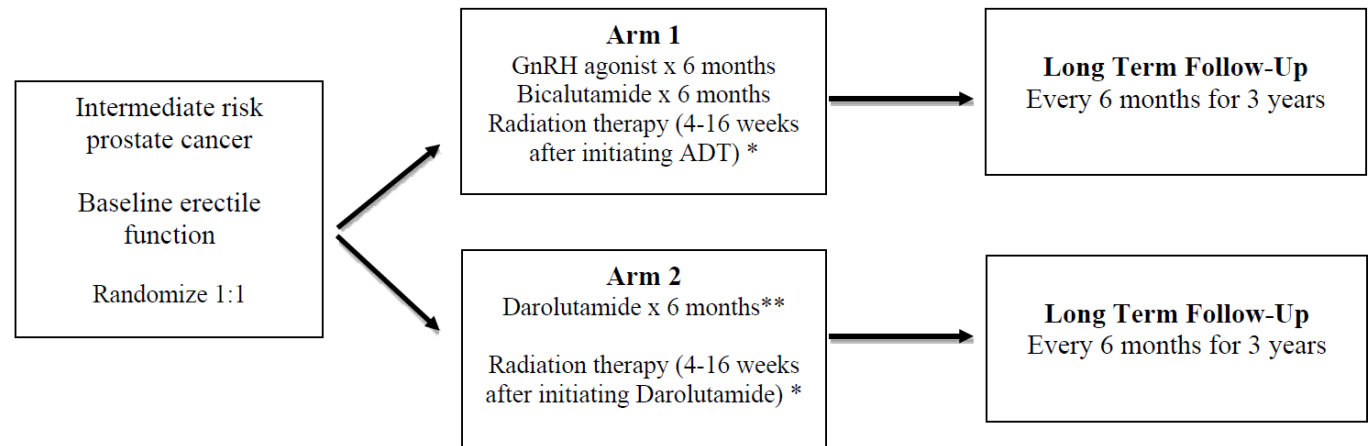 Intermediate risk
prostate cancer
Baseline erectile
function
Randomize 1:1
Arm 1
GnRH agonist x 6 months
Bicalutamide x 6 months
Radiation therapy (4-16 weeks
after initiating ADT) *
Long Term Follow-Up
Every 6 months for 3 years
Arm 2
Darolutamide x 6 months**
Radiation therapy (4-16 weeks
after initiating Darolutamide) *
Long Term Follow-Up
Every 6 months for 3 years